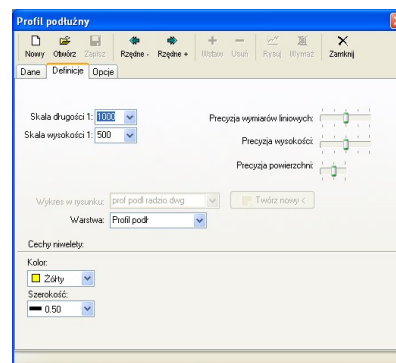 Profil podłużny
Nowy Otwórz Zapisz Rzędne - Rzędne + Wstaw Usuń Rysuj Wymaż Zamknij
Dane Definicje Opcje
Skala długości 1: 1000
Precyzja wymiarów liniowych:
Skala wysokości 1: 500
Precyzja wysokości:
Precyzja powierzchni:
Wykres w rysunku: prof podl radzio dwg Twórz nowy <
Warstwa: Profil podł
Cechy niwelety:
Kolor:
Żółty
Szerokość:
0.50